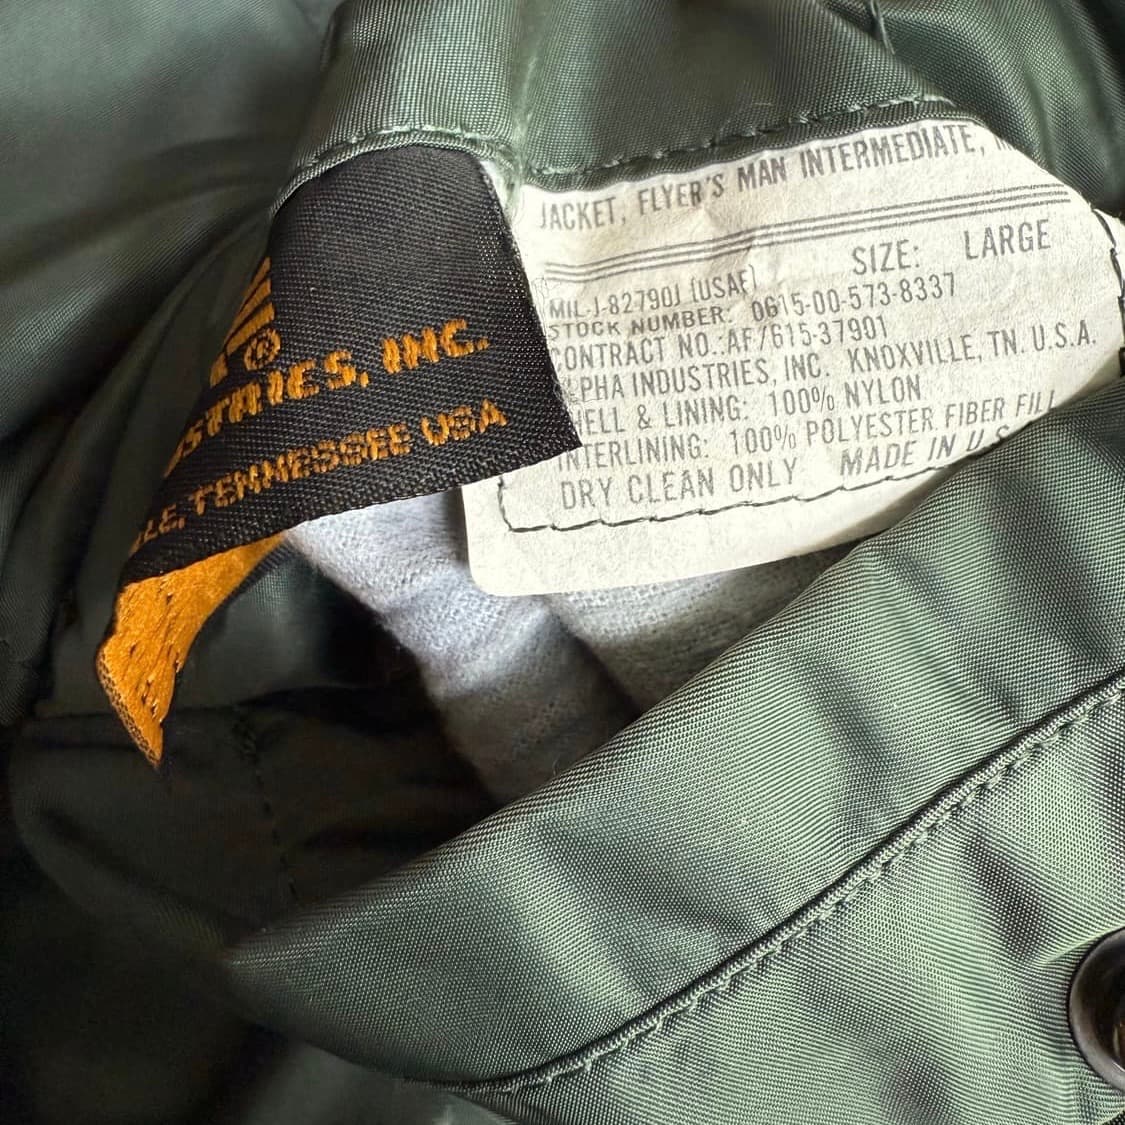 JACKET, FLYER'S MAN INTERMEDIATE,
SIZE: LARGE
MIL-J-82790J (USAF)
STOCK NUMBER: 0615-00-573-8337
CONTRACT NO.:AF/615-37901
LPHA INDUSTRIES, INC. KNOXVILLE, TN. U.S.A.
HELL & LINING: 100% NYLON
INTERLINING: 100% POLYESTER FIBER FILL
DRY CLEAN ONLY MADE IN U.S
®
USTRIES, INC.
LLE, TENNESSEE USA